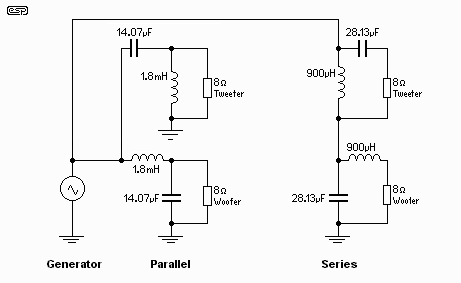 esp
14.07µF
1.8mH
8Ω
Tweeter
1.8mH
14.07µF
8Ω
Woofer
28.13µF
900µH
8Ω
Tweeter
900µH
28.13µF
8Ω
Woofer
Generator
Parallel
Series